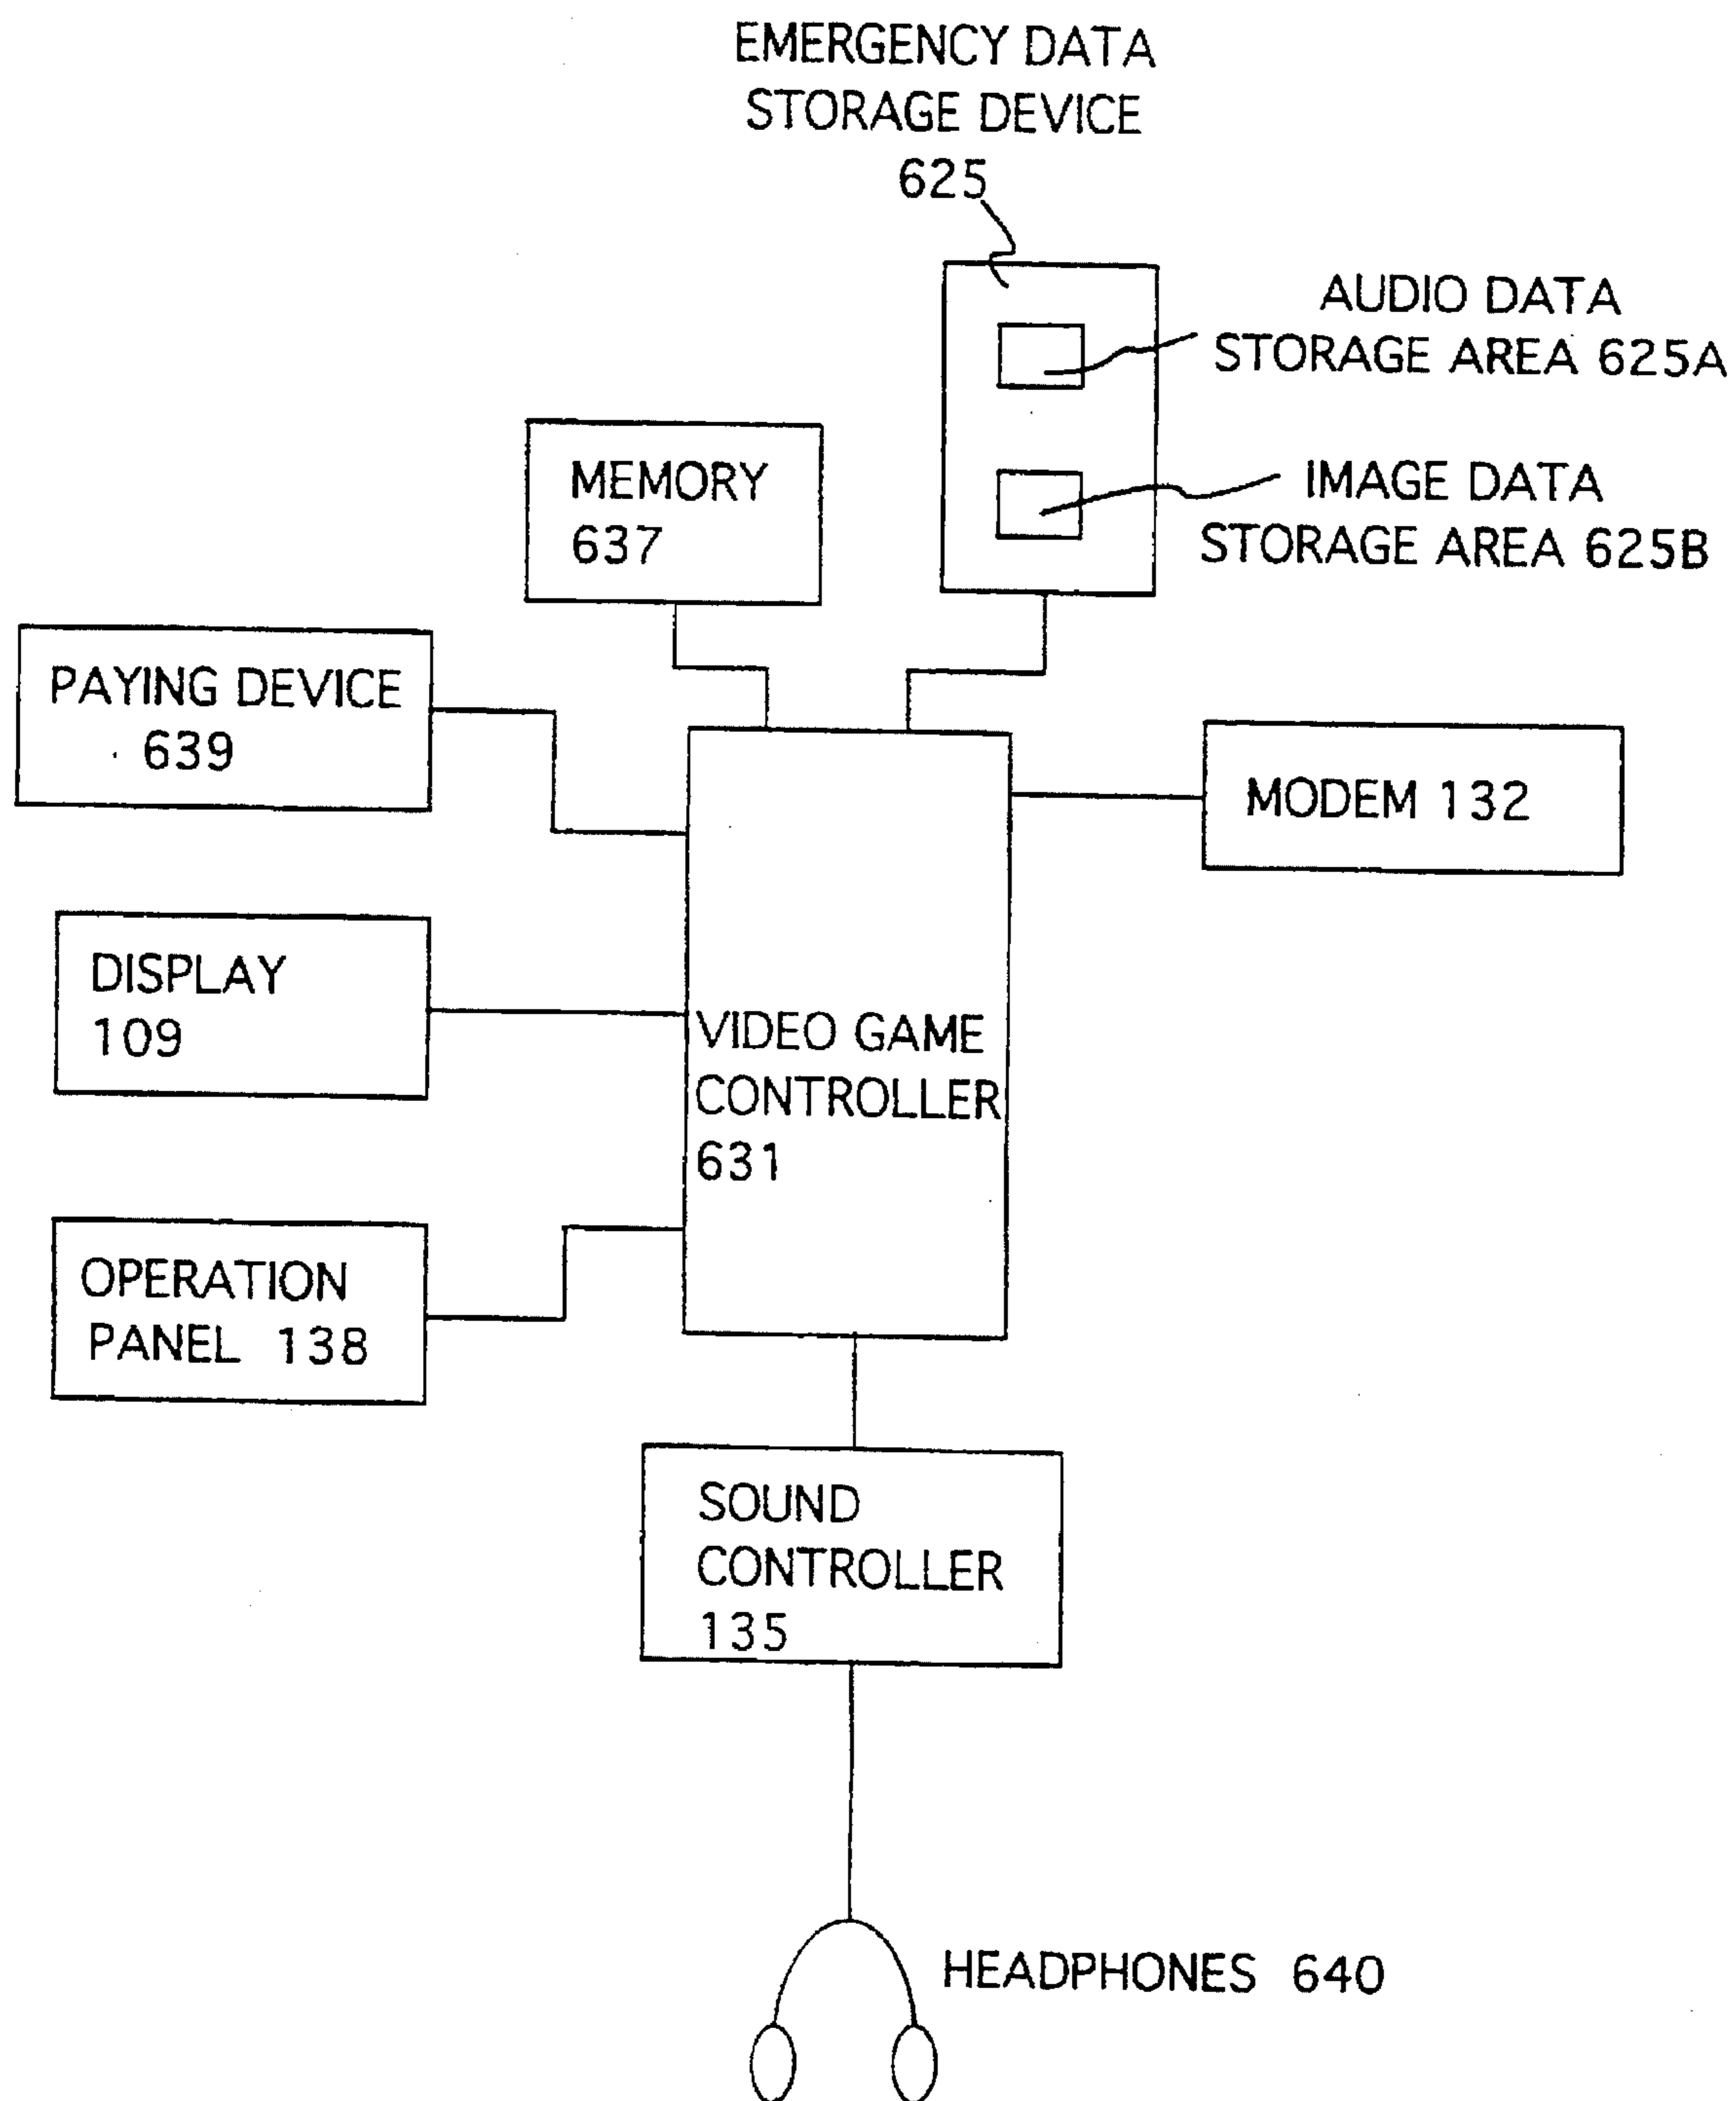 EMERGENCY DATA
STORAGE DEVICE
625
AUDIO DATA
STORAGE AREA 625A
MEMORY
637
IMAGE DATA
STORAGE AREA 625B
PAYING DEVICE
639
MODEM 132
DISPLAY
109
VIDEO GAME
CONTROLLER
631
OPERATION
PANEL 138
SOUND
CONTROLLER
135
HEADPHONES 640